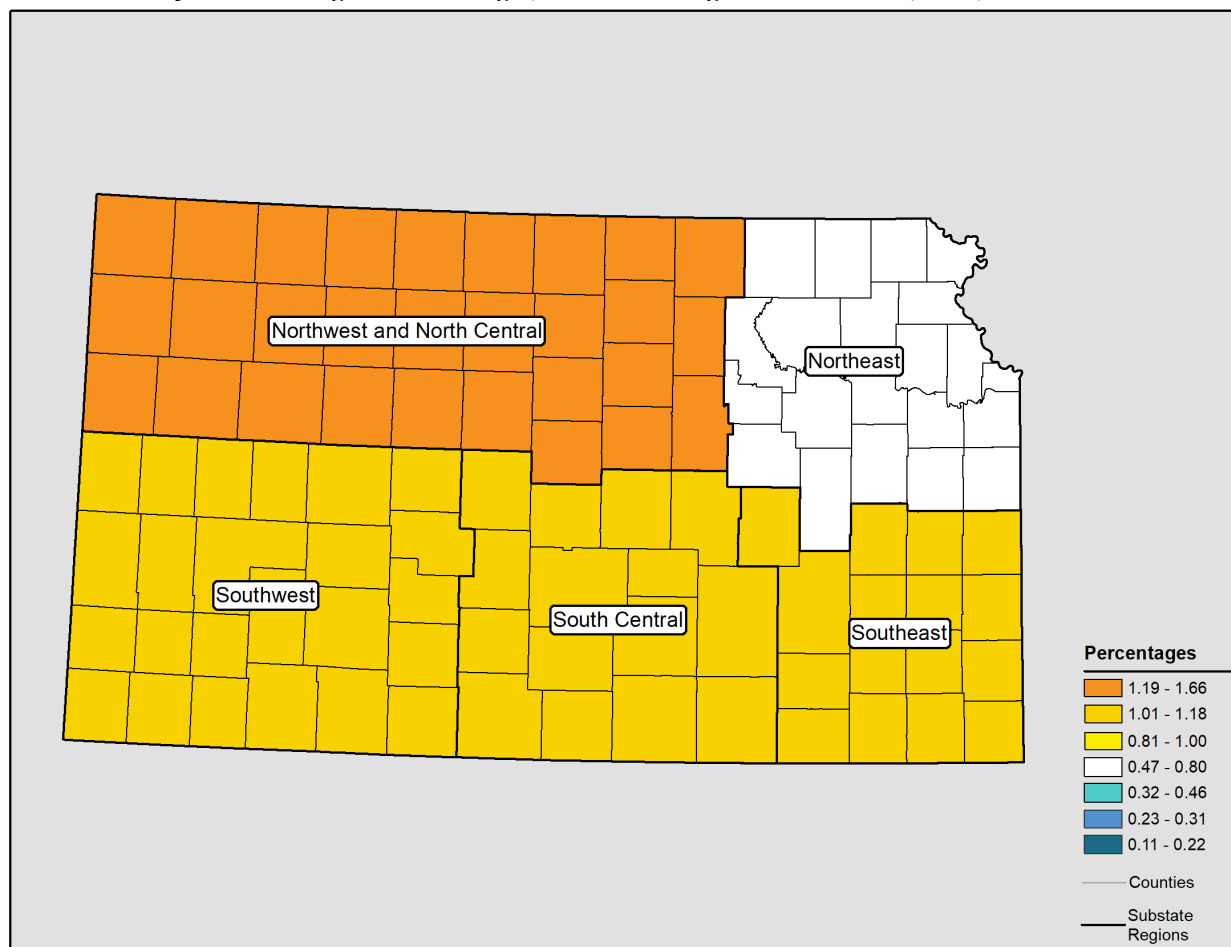 Northwest and North Central
Northeast
Southwest
South Central
Southeast
Percentages
1.19 - 1.66
1.01 - 1.18
0.81 - 1.00
0.47 - 0.80
0.32 - 0.46
0.23 - 0.31
0.11 - 0.22
Counties
Substate
Regions